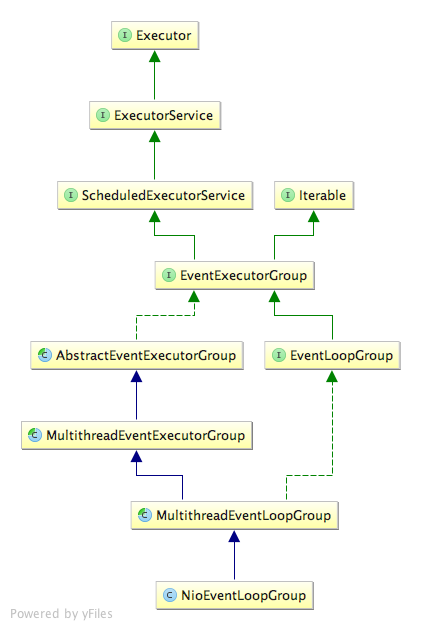 I Executor
I ExecutorService
I ScheduledExecutorService
I Iterable
I EventExecutorGroup
C AbstractEventExecutorGroup
I EventLoopGroup
C MultithreadEventExecutorGroup
C MultithreadEventLoopGroup
C NioEventLoopGroup
Powered by yFiles